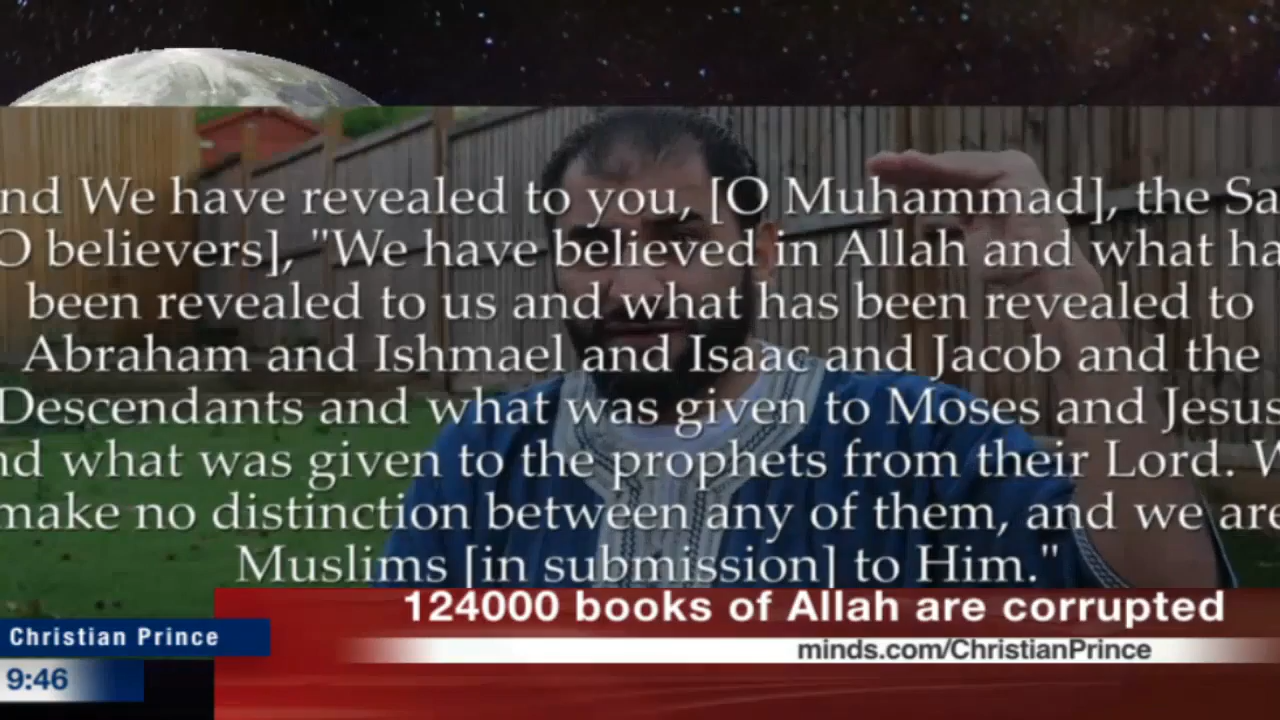 nd We have revealed to you, [O Muhammad], the Sa
O believers], "We have believed in Allah and what ha
been revealed to us and what has been revealed to
Abraham and Ishmael and Isaac and Jacob and the
Descendants and what was given to Moses and Jesus
nd what was given to the prophets from their Lord. W
make no distinction between any of them, and we are
Muslims [in submission] to Him."
124000 books of Allah are corrupted
Christian Prince
minds.com/ChristianPrince
9:46